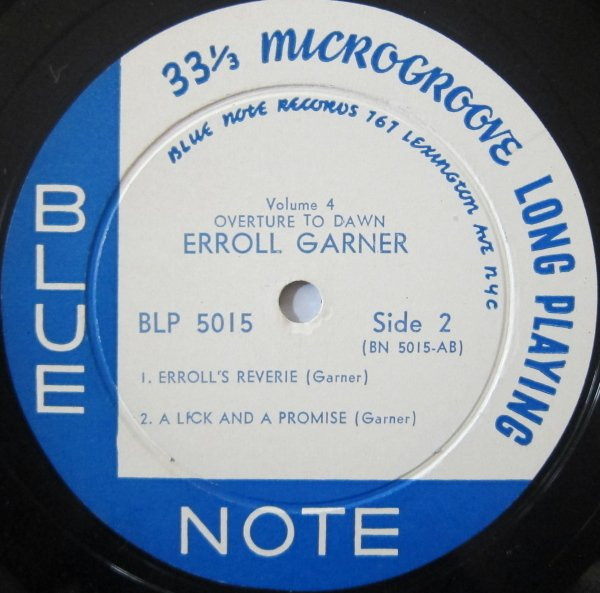 33⅓ MICROGROOVE LONG PLAYING
BLUE NOTE RECORDS 767 LEXINGTON AVE NYC
Volume 4
OVERTURE TO DAWN
ERROLL GARNER
BLP 5015 Side 2
(BN 5015-AB)
1. ERROLL'S REVERIE (Garner)
2. A LICK AND A PROMISE (Garner)
BLUE
NOTE